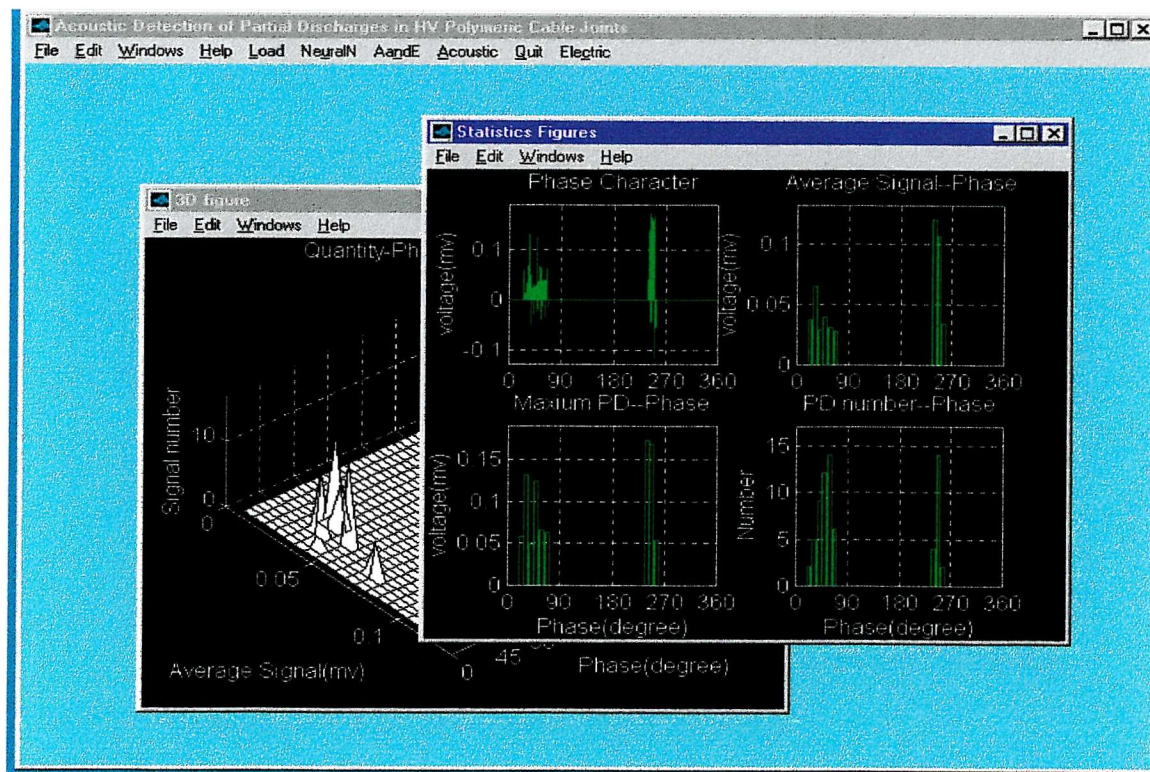 Acoustic Detection of Partial Discharges in HV Polymeric Cable Joints
File Edit Windows Help Load NeuralN AandE Acoustic Quit Electric
Statistics Figures
File Edit Windows Help
Phase Character
voltage(mv)
0.1
0
-0.1
0 90 180 270 360
Average Signal--Phase
voltage(mv)
0.1
0.05
0
0 90 180 270 360
Maxium PD--Phase
voltage(mv)
0.15
0.1
0.05
0
0 90 180 270 360
Phase(degree)
PD number--Phase
Number
15
10
5
0
0 90 180 270 360
Phase(degree)
3D figure
File Edit Windows Help
Signal number
10
0
0
0.05
0.1
0
45
Average Signal(mv)
Phase(degree)